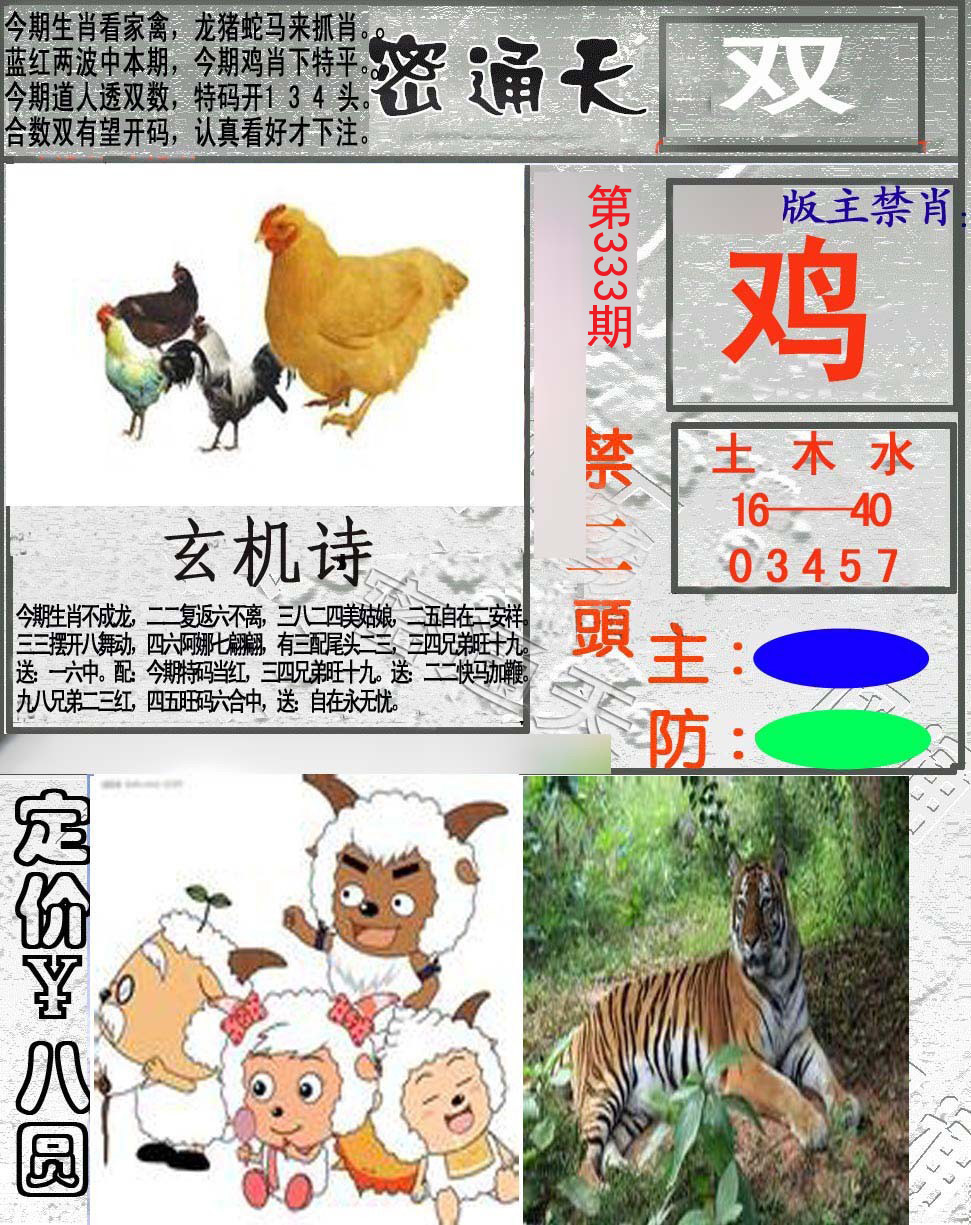 今期生肖看家禽，龙猪蛇马来抓肖。
蓝红两波中本期，今期鸡肖下特平。
今期道人透双数，特码开1 3 4 头。
合数双有望开码，认真看好才下注。
密通天
双
第333期
版主禁肖：
鸡
禁二一頭
土 木 水
16——40
0 3 4 5 7
主：
防：
玄机诗
今期生肖不成龙，二二复返六不离，三八二四美姑娘，二五自在二安祥。
三三摆开八舞动，四六阿娜七翩翩，有三配尾头二三，三四兄弟旺十九。
送：一六中。配：今期特码当红，三四兄弟旺十九。送：二二快马加鞭。
九八兄弟二三红，四五旺码六合中，送：自在永无忧。
密通天
定价¥八圆